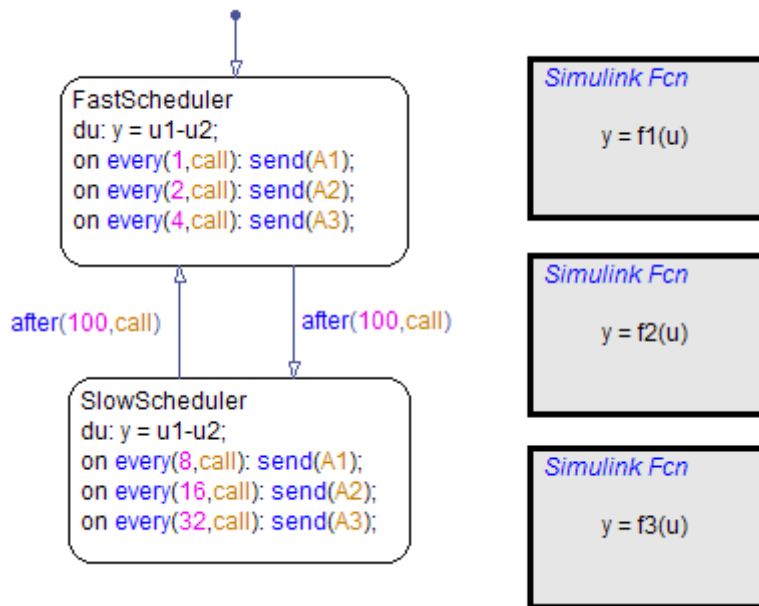 FastScheduler
du: y = u1-u2;
on every(1,call): send(A1);
on every(2,call): send(A2);
on every(4,call): send(A3);
after(100,call)
after(100,call)
SlowScheduler
du: y = u1-u2;
on every(8,call): send(A1);
on every(16,call): send(A2);
on every(32,call): send(A3);
Simulink Fcn
y = f1(u)
Simulink Fcn
y = f2(u)
Simulink Fcn
y = f3(u)